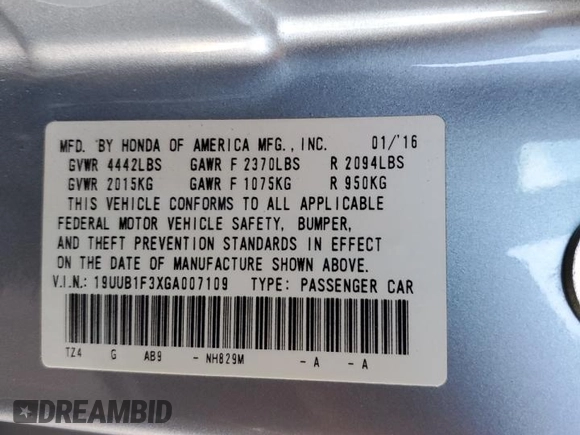 MFD. BY HONDA OF AMERICA MFG., INC. 01/'16
GVWR 4442LBS GAWR F 2370LBS R 2094LBS
GVWR 2015KG GAWR F 1075KG R 950KG
THIS VEHICLE CONFORMS TO ALL APPLICABLE
FEDERAL MOTOR VEHICLE SAFETY, BUMPER,
AND THEFT PREVENTION STANDARDS IN EFFECT
ON THE DATE OF MANUFACTURE SHOWN ABOVE.
V.I.N.: 19UUB1F3XGA007109 TYPE: PASSENGER CAR
TZ4 G AB9 - NH829M - A - A
DREAMBID